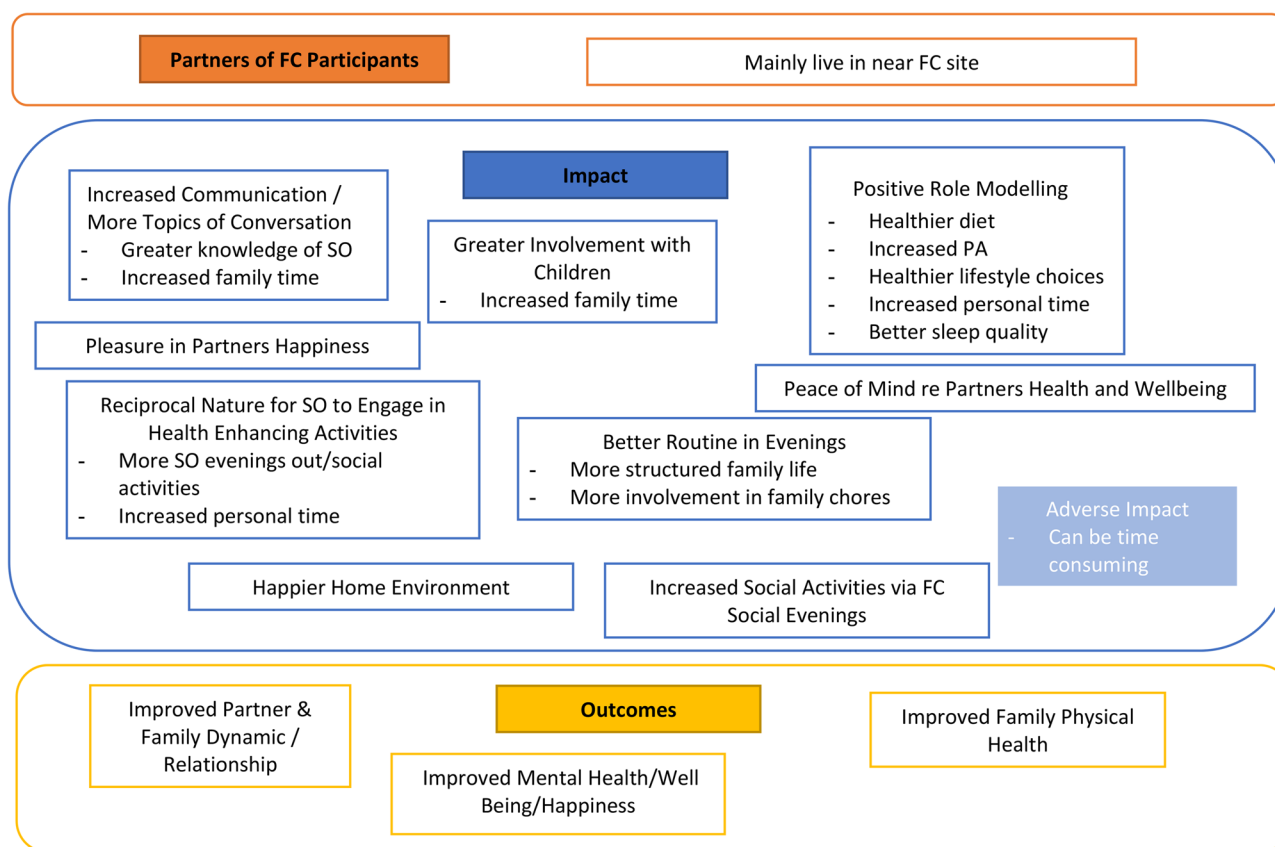 Partners of FC Participants
Mainly live in near FC site
Impact
Increased Communication /
More Topics of Conversation
- Greater knowledge of SO
- Increased family time
Greater Involvement with
Children
- Increased family time
Positive Role Modelling
- Healthier diet
- Increased PA
- Healthier lifestyle choices
- Increased personal time
- Better sleep quality
Pleasure in Partners Happiness
Peace of Mind re Partners Health and Wellbeing
Reciprocal Nature for SO to Engage in
Health Enhancing Activities
- More SO evenings out/social
activities
- Increased personal time
Better Routine in Evenings
- More structured family life
- More involvement in family chores
Adverse Impact
- Can be time
consuming
Happier Home Environment
Increased Social Activities via FC
Social Evenings
Outcomes
Improved Partner &
Family Dynamic /
Relationship
Improved Mental Health/Well
Being/Happiness
Improved Family Physical
Health